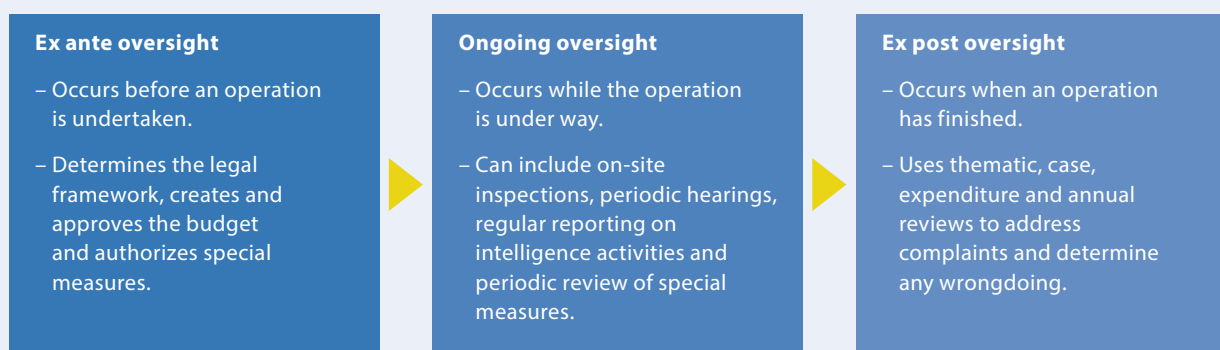 Ex ante oversight
– Occurs before an operation
is undertaken.
– Determines the legal
framework, creates and
approves the budget
and authorizes special
measures.
Ongoing oversight
– Occurs while the operation
is under way.
– Can include on-site
inspections, periodic hearings,
regular reporting on
intelligence activities and
periodic review of special
measures.
Ex post oversight
– Occurs when an operation
has finished.
– Uses thematic, case,
expenditure and annual
reviews to address
complaints and determine
any wrongdoing.